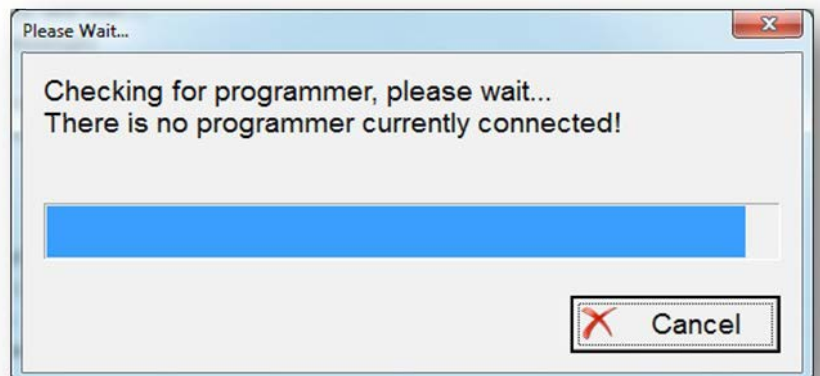 Please Wait...
Checking for programmer, please wait...
There is no programmer currently connected!
Cancel